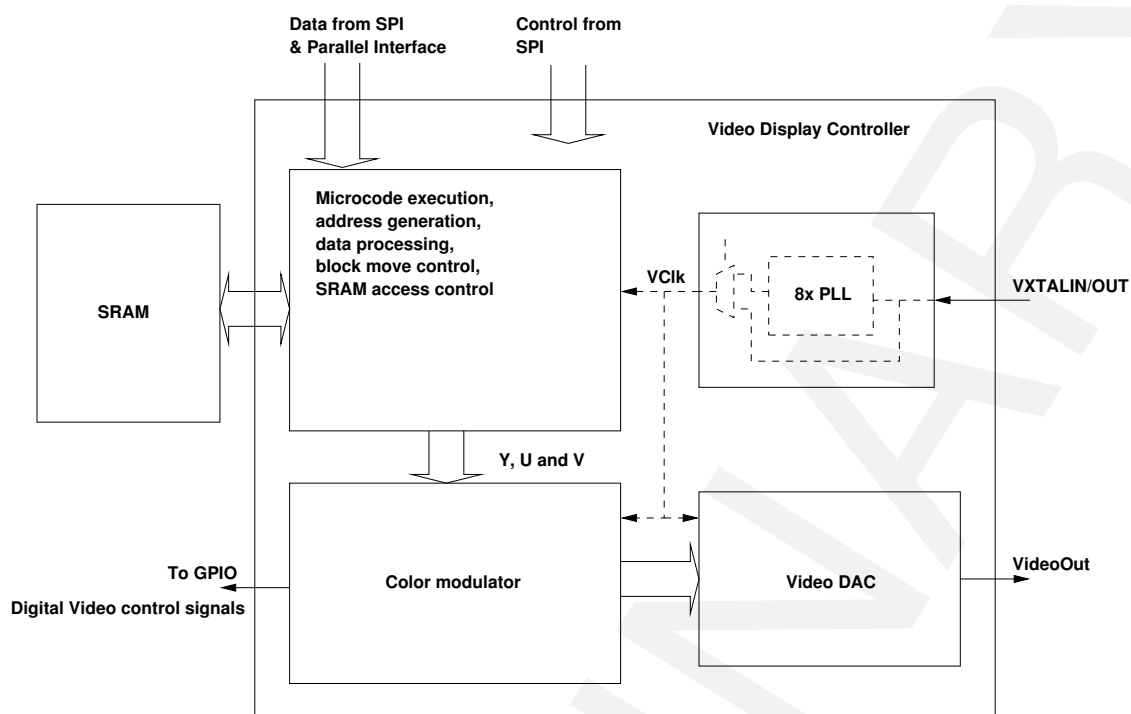 Data from SPI
& Parallel Interface
Control from
SPI
Video Display Controller
Microcode execution,
address generation,
data processing,
block move control,
SRAM access control
SRAM
VClk
8x PLL
VXTALIN/OUT
Y, U and V
To GPIO
Digital Video control signals
Color modulator
Video DAC
VideoOut